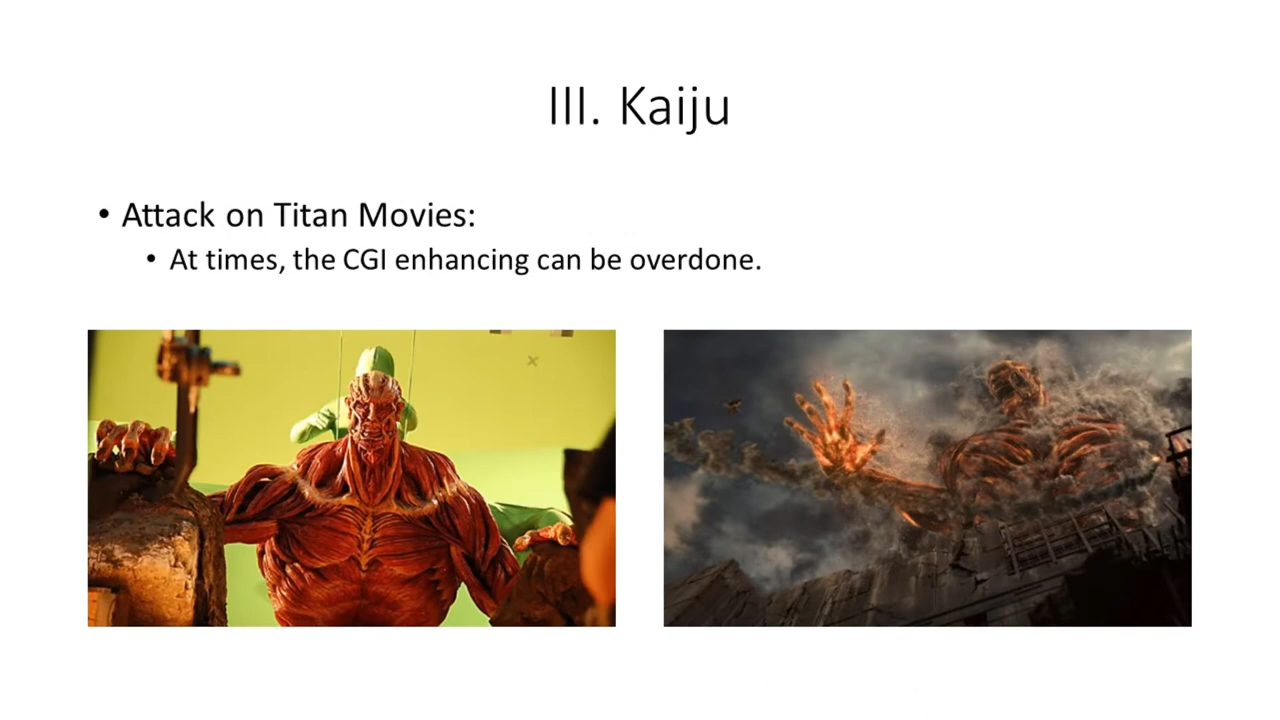 III. Kaiju
• Attack on Titan Movies:
• At times, the CGI enhancing can be overdone.